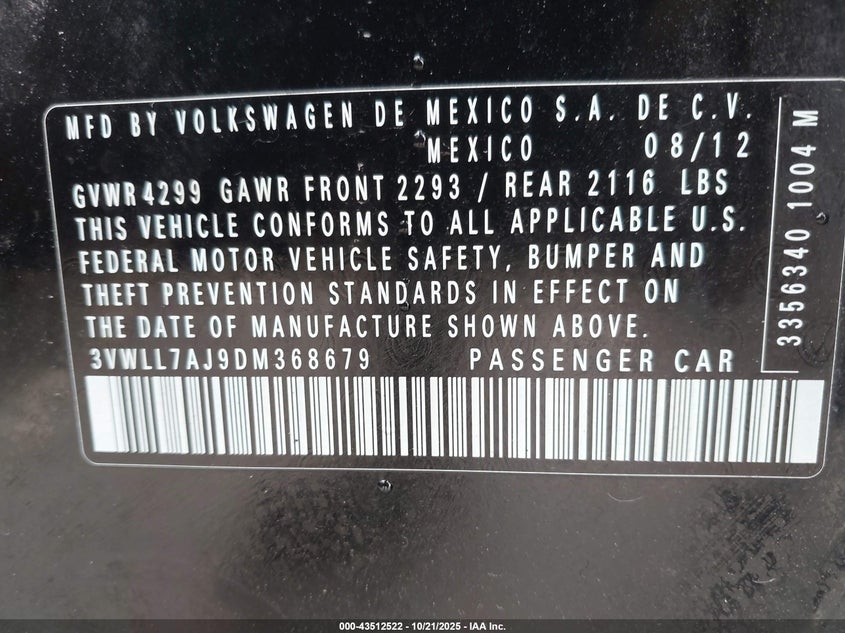 MFD BY VOLKSWAGEN DE MEXICO S.A. DE C.V.
MEXICO 08/12
GVWR 4299 GAWR FRONT 2293 / REAR 2116 LBS
THIS VEHICLE CONFORMS TO ALL APPLICABLE U.S.
FEDERAL MOTOR VEHICLE SAFETY, BUMPER AND
THEFT PREVENTION STANDARDS IN EFFECT ON
THE DATE OF MANUFACTURE SHOWN ABOVE.
3VWLL7AJ9DM368679 PASSENGER CAR
3356340 1004 M
000-43512522 - 10/21/2025 - IAA Inc.